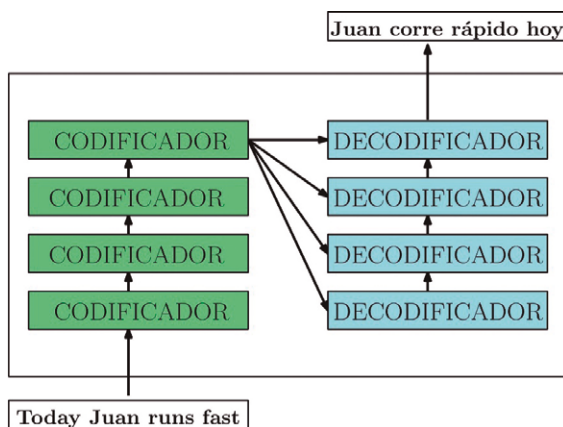 Juan corre rápido hoy
CODIFICADOR
DECODIFICADOR
CODIFICADOR
DECODIFICADOR
CODIFICADOR
DECODIFICADOR
CODIFICADOR
DECODIFICADOR
Today Juan runs fast